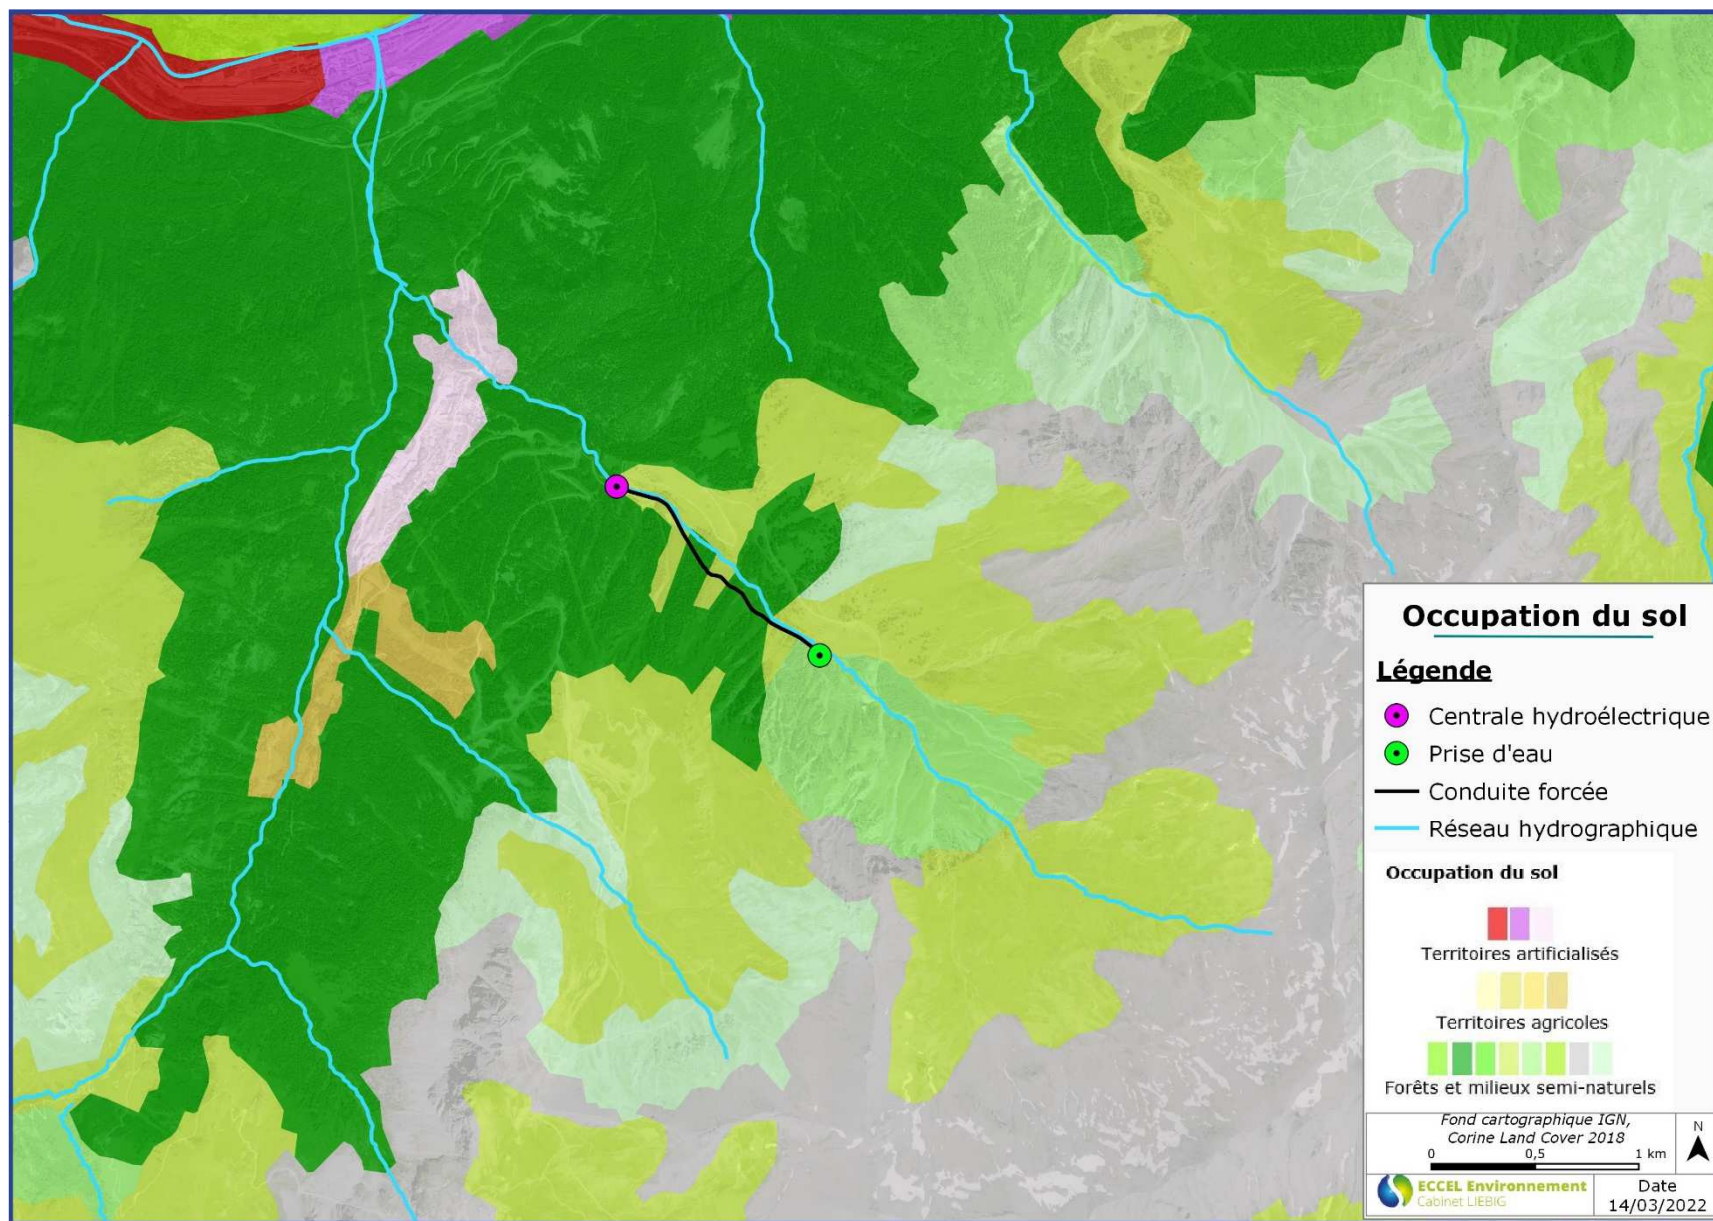 Occupation du sol
Légende
Centrale hydroélectrique
Prise d'eau
Conduite forcée
Réseau hydrographique
Occupation du sol
Territoires artificialisés
Territoires agricoles
Forêts et milieux semi-naturels
Fond cartographique IGN,
Corine Land Cover 2018
N
0 0,5 1 km
ECCEL Environnement
Cabinet LIEBIG
Date
14/03/2022